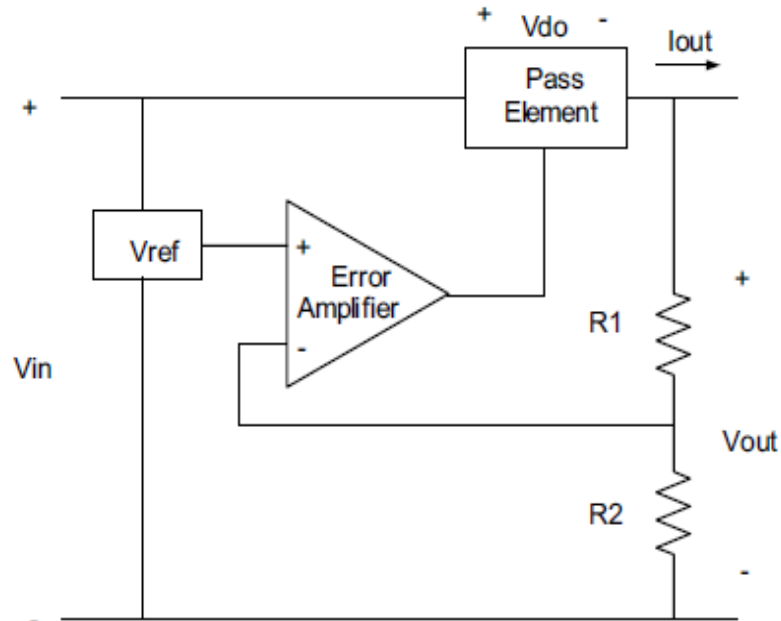 + Vdo -
Iout
Pass
Element
+
Vref
+
Error
Amplifier
-
+
R1
Vin
Vout
R2
-
-